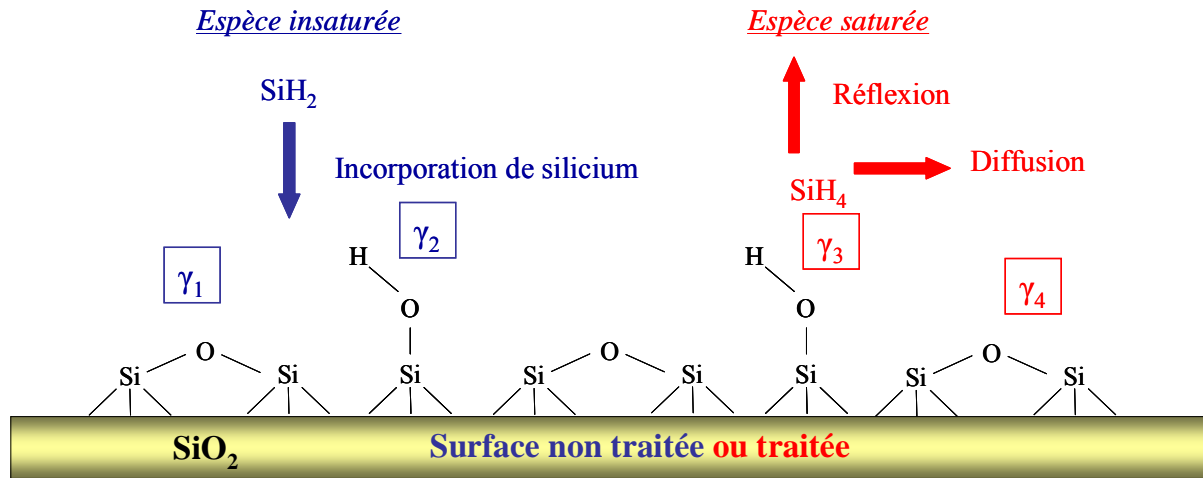 Espèce insaturée
Espèce saturée
SiH₂
Réflexion
Incorporation de silicium
Diffusion
SiH₄
γ₁
γ₂
γ₃
γ₄
H
O
H
O
O
O
O
Si
Si
Si
Si
Si
Si
Si
Si
SiO₂
Surface non traitée ou traitée